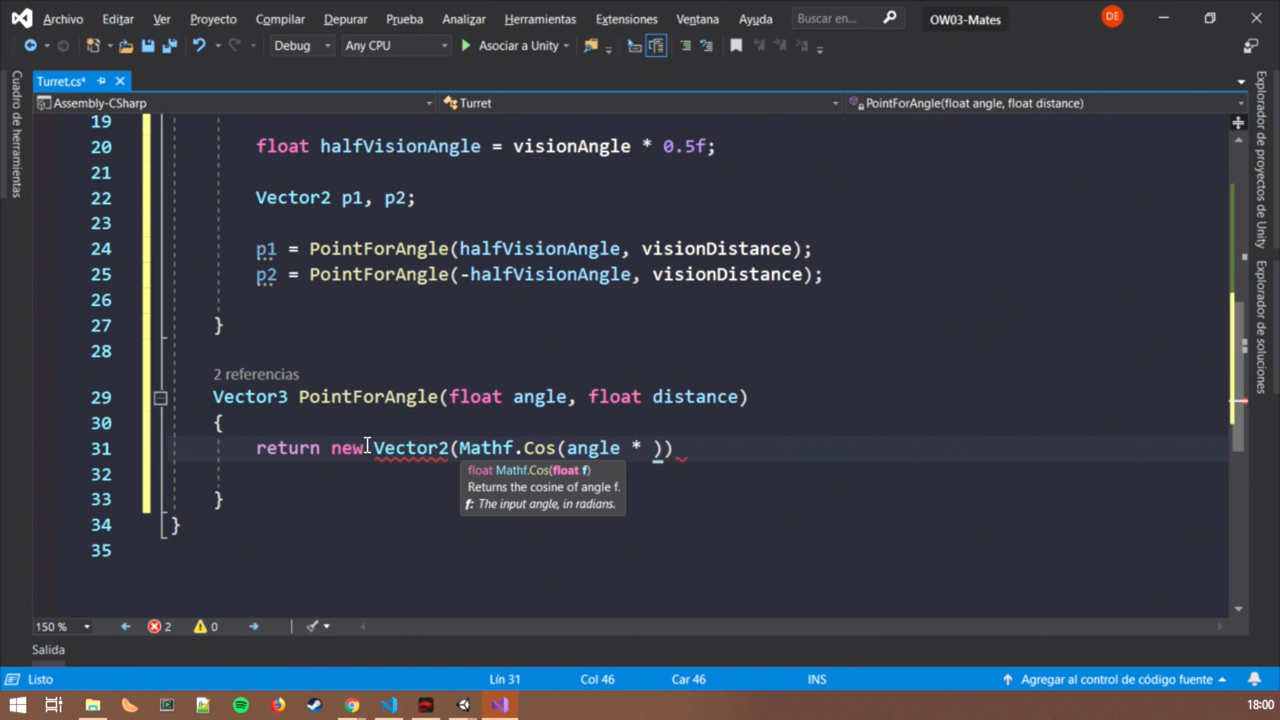 Archivo Editar Ver Proyecto Compilar Depurar Prueba Analizar Herramientas Extensiones Ventana Ayuda Buscar en... OW03-Mates DE
Debug Any CPU Asociar a Unity
Turret.cs*
Assembly-CSharp Turret PointForAngle(float angle, float distance)
Cuadro de herramientas
Explorador de proyectos de Unity
Explorador de soluciones
19
20 float halfVisionAngle = visionAngle * 0.5f;
21
22 Vector2 p1, p2;
23
24 p1 = PointForAngle(halfVisionAngle, visionDistance);
25 p2 = PointForAngle(-halfVisionAngle, visionDistance);
26
27 }
28
2 referencias
29 Vector3 PointForAngle(float angle, float distance)
30 {
31 return new Vector2(Mathf.Cos(angle * ))
float Mathf.Cos(float f)
32
Returns the cosine of angle f.
f: The input angle, in radians.
33 }
34 }
35
150 % 2 0
Salida
Listo Lín 31 Col 46 Car 46 INS Agregar al control de código fuente
18:00